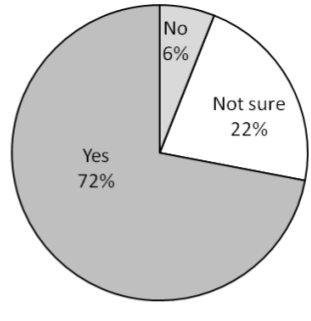 No
6%
Not sure
22%
Yes
72%